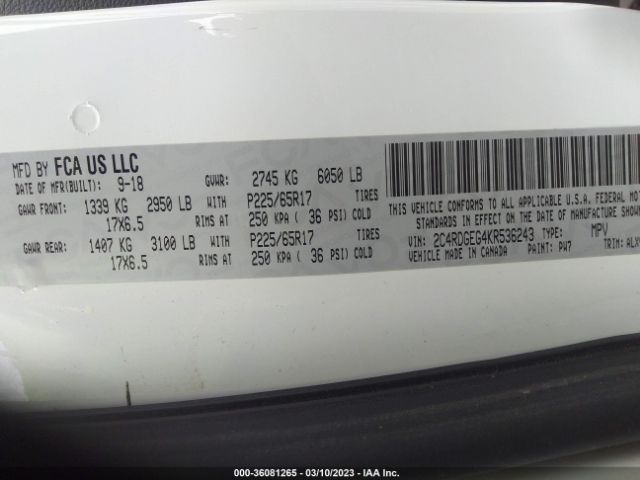 MFD BY FCA US LLC
DATE OF MFR(BUILT): 9-18 GVWR: 2745 KG 6050 LB
GAWR FRONT: 1339 KG 2950 LB WITH P225/65R17 TIRES
17X6.5 RIMS AT 250 KPA ( 36 PSI) COLD
GAWR REAR: 1407 KG 3100 LB WITH P225/65R17 TIRES
17X6.5 RIMS AT 250 KPA ( 36 PSI) COLD
THIS VEHICLE CONFORMS TO ALL APPLICABLE U.S.A. FEDERAL MOTOR
STANDARDS IN EFFECT ON THE DATE OF MANUFACTURE SHOWN
VIN: 2C4RDGEG4KR536243 TYPE: MPV
VEHICLE MADE IN CANADA PAINT: PW7 TRIM:
000-36081265 - 03/10/2023 - IAA Inc.